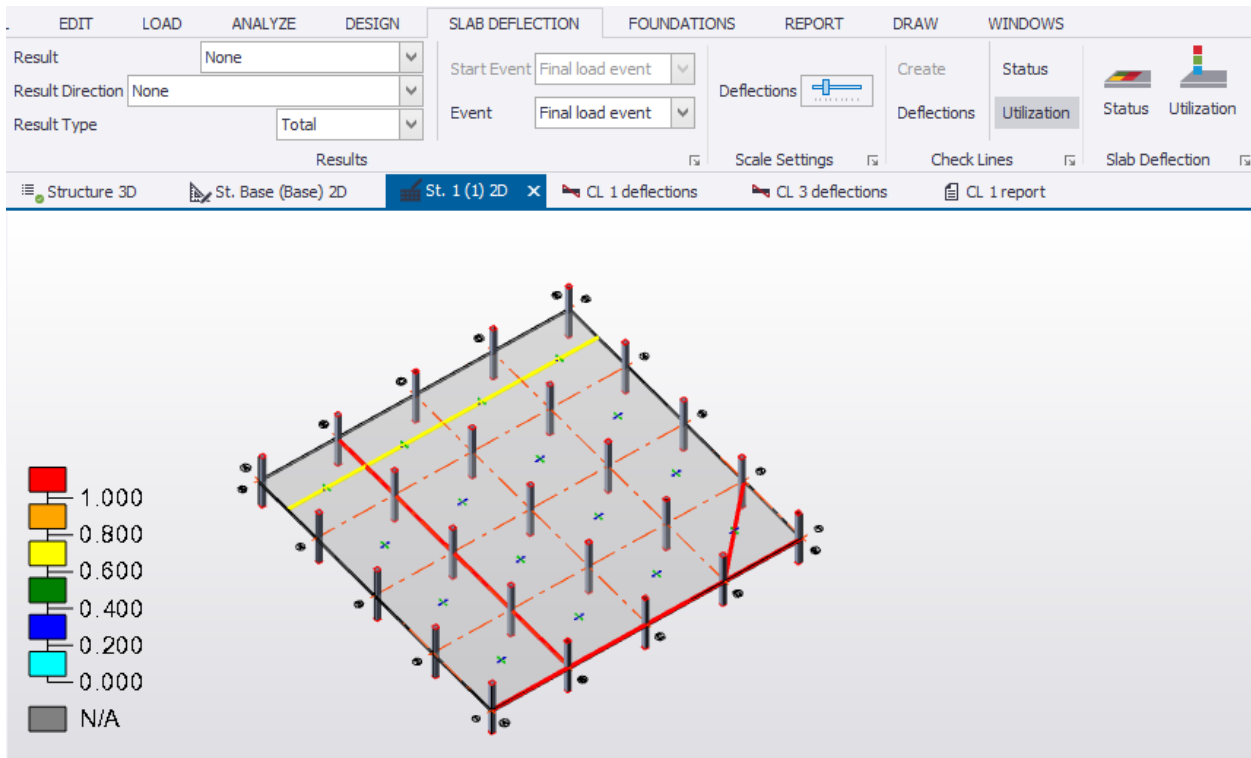 EDIT LOAD ANALYZE DESIGN SLAB DEFLECTION FOUNDATIONS REPORT DRAW WINDOWS
Result None
Result Direction None
Result Type Total
Results
Start Event Final load event
Event Final load event
Deflections
Scale Settings
Create Status
Deflections Utilization
Check Lines
Status Utilization
Slab Deflection
Structure 3D St. Base (Base) 2D St. 1 (1) 2D CL 1 deflections CL 3 deflections CL 1 report
1.000
0.800
0.600
0.400
0.200
0.000
N/A